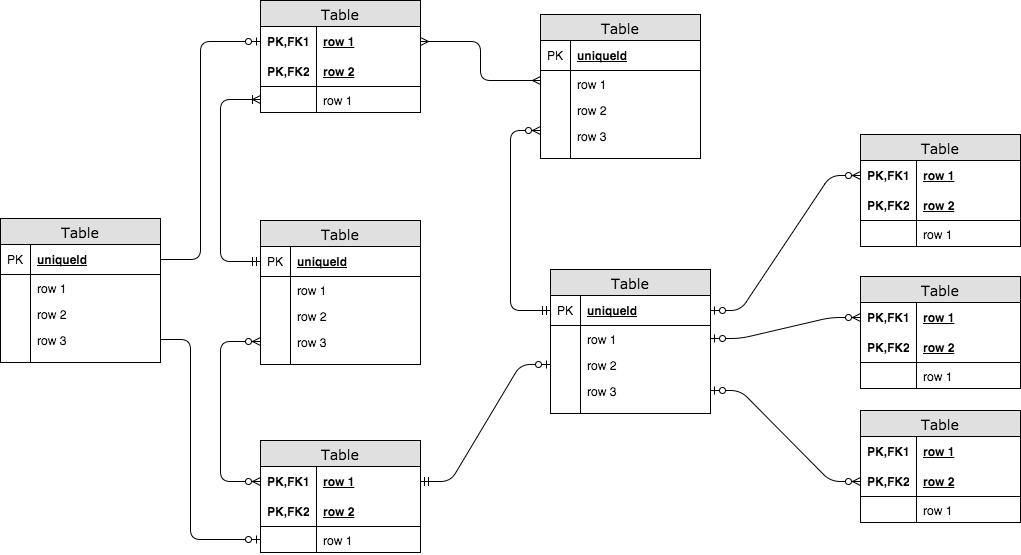 Table
PK,FK1 row 1
PK,FK2 row 2
row 1
Table
PK uniqueId
row 1
row 2
row 3
Table
PK,FK1 row 1
PK,FK2 row 2
row 1
Table
PK uniqueId
row 1
row 2
row 3
Table
PK uniqueId
row 1
row 2
row 3
Table
PK uniqueId
row 1
row 2
row 3
Table
PK,FK1 row 1
PK,FK2 row 2
row 1
Table
PK,FK1 row 1
PK,FK2 row 2
row 1
Table
PK,FK1 row 1
PK,FK2 row 2
row 1